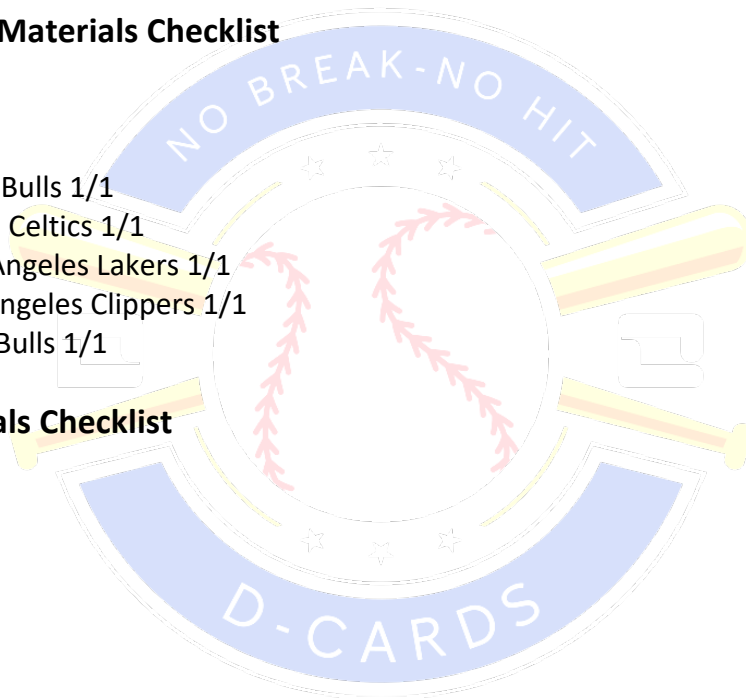 Materials Checklist
NO BREAK-NO HIT
Bulls 1/1
Celtics 1/1
Angeles Lakers 1/1
ngeles Clippers 1/1
Bulls 1/1
ls Checklist
D-CARDS